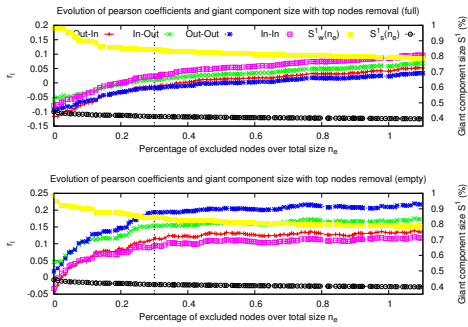 Evolution of pearson coefficients and giant component size with top nodes removal (full)
Out-In In-Out Out-Out In-In S¹_w(n_e) S¹_s(n_e)
0.2
0.15
0.1
0.05
0
-0.05
-0.1
-0.15
r_i
1
0.9
0.8
0.7
0.6
0.5
0.4
Giant component size S¹ (%)
0 0.2 0.4 0.6 0.8 1
Percentage of excluded nodes over total size n_e
Evolution of pearson coefficients and giant component size with top nodes removal (empty)
0.25
0.2
0.15
0.1
0.05
0
-0.05
r_i
1
0.9
0.8
0.7
0.6
0.5
0.4
Giant component size S¹ (%)
0 0.2 0.4 0.6 0.8 1
Percentage of excluded nodes over total size n_e